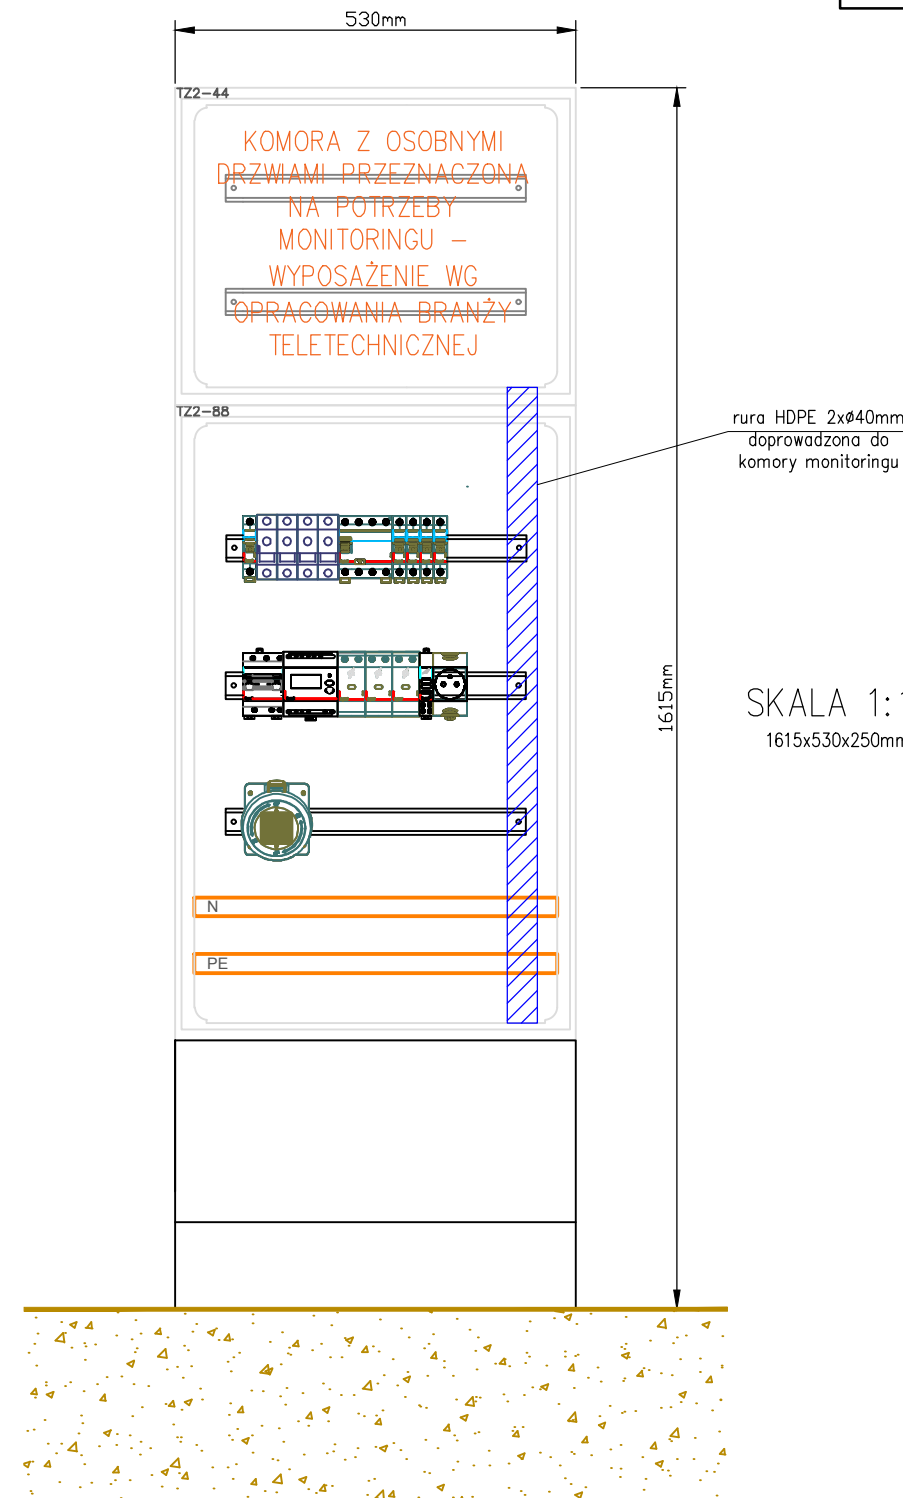 530mm
TZ2-44
KOMORA Z OSOBNYMI
DRZWIAMI PRZEZNACZONA
NA POTRZEBY
MONITORINGU –
WYPOSAŻENIE WG
OPRACOWANIA BRANŻY
TELETECHNICZNEJ
TZ2-88
rura HDPE 2xø40mm
doprowadzona do
komory monitoringu
1615mm
SKALA 1:1
1615x530x250mm
N
PE